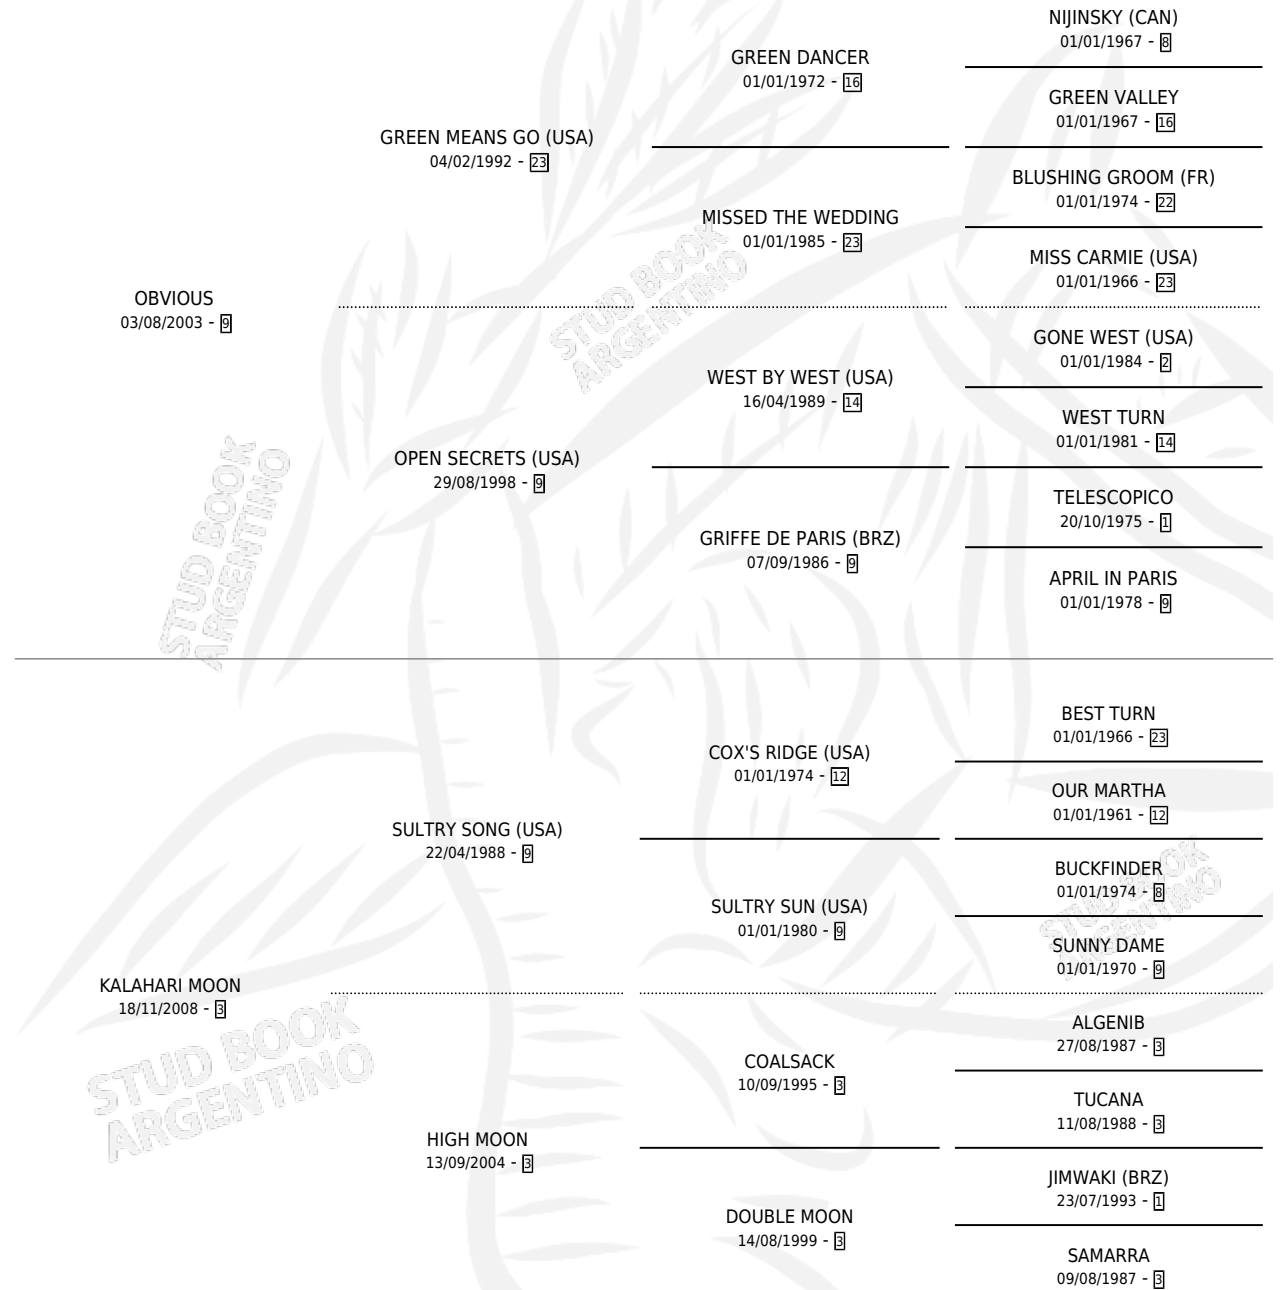 NIJINSKY (CAN)
01/01/1967 - 8
GREEN DANCER
01/01/1972 - 16
GREEN VALLEY
01/01/1967 - 16
GREEN MEANS GO (USA)
04/02/1992 - 23
BLUSHING GROOM (FR)
01/01/1974 - 22
MISSED THE WEDDING
01/01/1985 - 23
MISS CARMIE (USA)
01/01/1966 - 23
OBVIOUS
03/08/2003 - 9
STUD BOOK
ARGENTINO
GONE WEST (USA)
01/01/1984 - 2
WEST BY WEST (USA)
16/04/1989 - 14
WEST TURN
01/01/1981 - 14
OPEN SECRETS (USA)
29/08/1998 - 9
TELESCOPICO
20/10/1975 - 1
GRIFFE DE PARIS (BRZ)
07/09/1986 - 9
APRIL IN PARIS
01/01/1978 - 9
STUD BOOK
ARGENTINO
BEST TURN
01/01/1966 - 23
COX'S RIDGE (USA)
01/01/1974 - 12
OUR MARTHA
01/01/1961 - 12
SULTRY SONG (USA)
22/04/1988 - 9
BUCKFINDER
01/01/1974 - 8
SULTRY SUN (USA)
01/01/1980 - 9
STUD BOOK
ARGENTINO
SUNNY DAME
01/01/1970 - 9
KALAHARI MOON
18/11/2008 - 3
ALGENIB
27/08/1987 - 3
COALSACK
10/09/1995 - 3
STUD BOOK
ARGENTINO
TUCANA
11/08/1988 - 3
HIGH MOON
13/09/2004 - 3
JIMWAKI (BRZ)
23/07/1993 - 1
DOUBLE MOON
14/08/1999 - 3
SAMARRA
09/08/1987 - 3